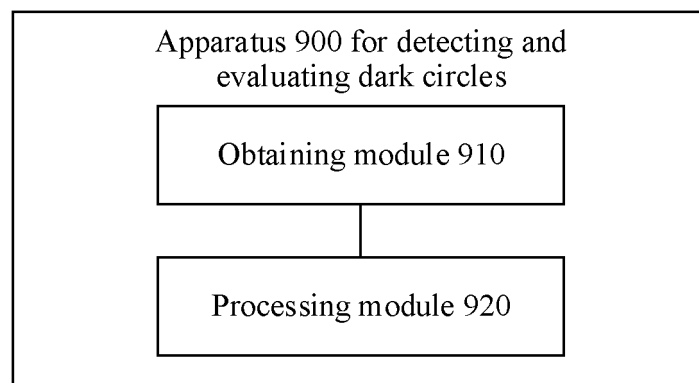 Apparatus 900 for detecting and
evaluating dark circles
Obtaining module 910
Processing module 920